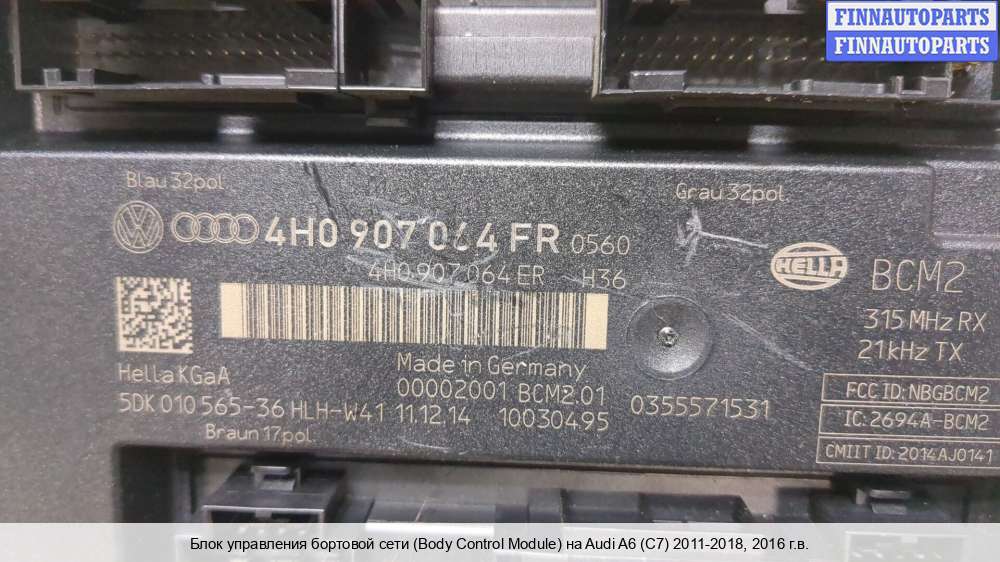 FINNAUTOPARTS
FINNAUTOPARTS
Blau 32pol.
Grau 32pol.
4H0 907 064 FR 0560
4H0 907 064 ER H36
HELLA
BCM2
315 MHz RX
21 kHz TX
Made in Germany
Hella KGaA
00002001 BCM2.01
5DK 010 565-36 HLH-W41 11.12.14 10030495
0355571531
Braun 17pol.
FCC ID: NBGBCM2
IC: 2694A-BCM2
CMIIT ID: 2014AJ0141
Блок управления бортовой сети (Body Control Module) на Audi A6 (C7) 2011-2018, 2016 г.в.